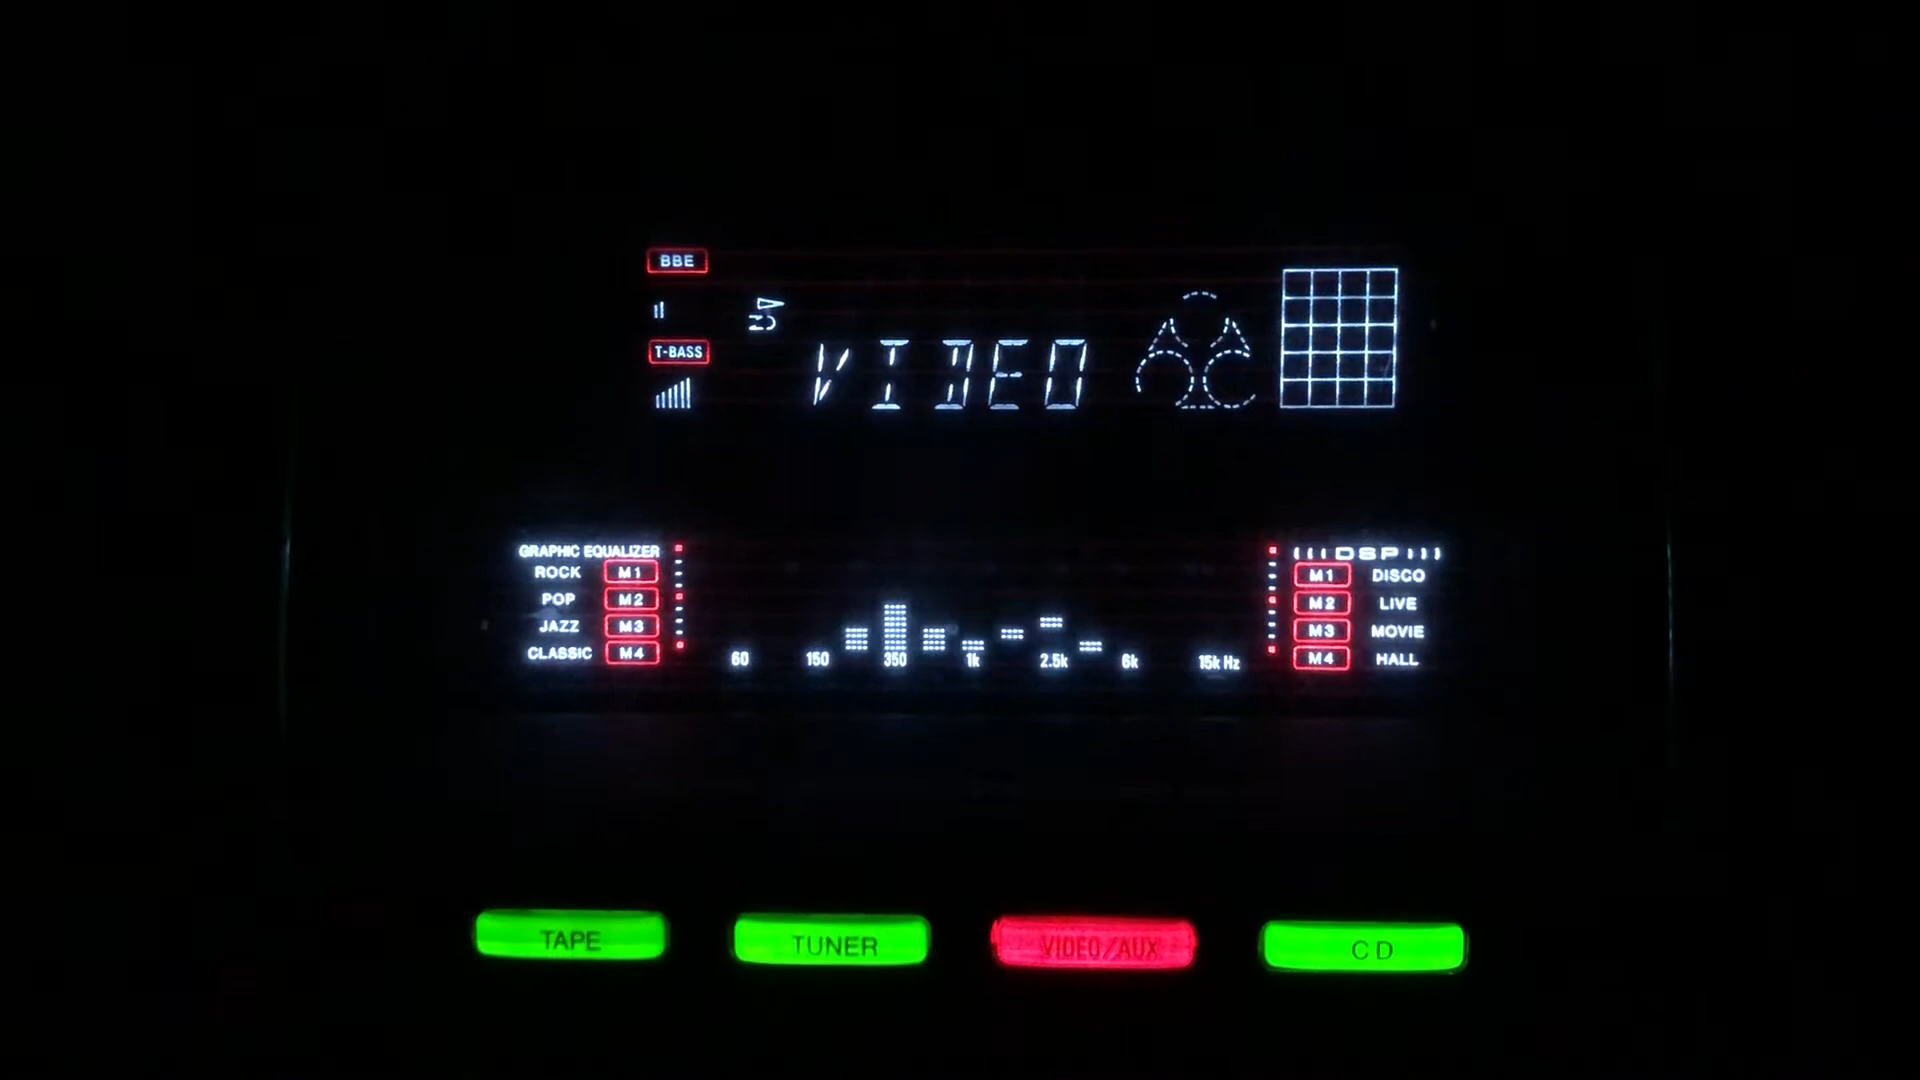 BBE
T-BASS
VIDEO
GRAPHIC EQUALIZER
ROCK M1
POP M2
JAZZ M3
CLASSIC M4
60 150 350 1k 2.5k 6k 15k Hz
DSP
M1 DISCO
M2 LIVE
M3 MOVIE
M4 HALL
TAPE
TUNER
VIDEO/AUX
CD